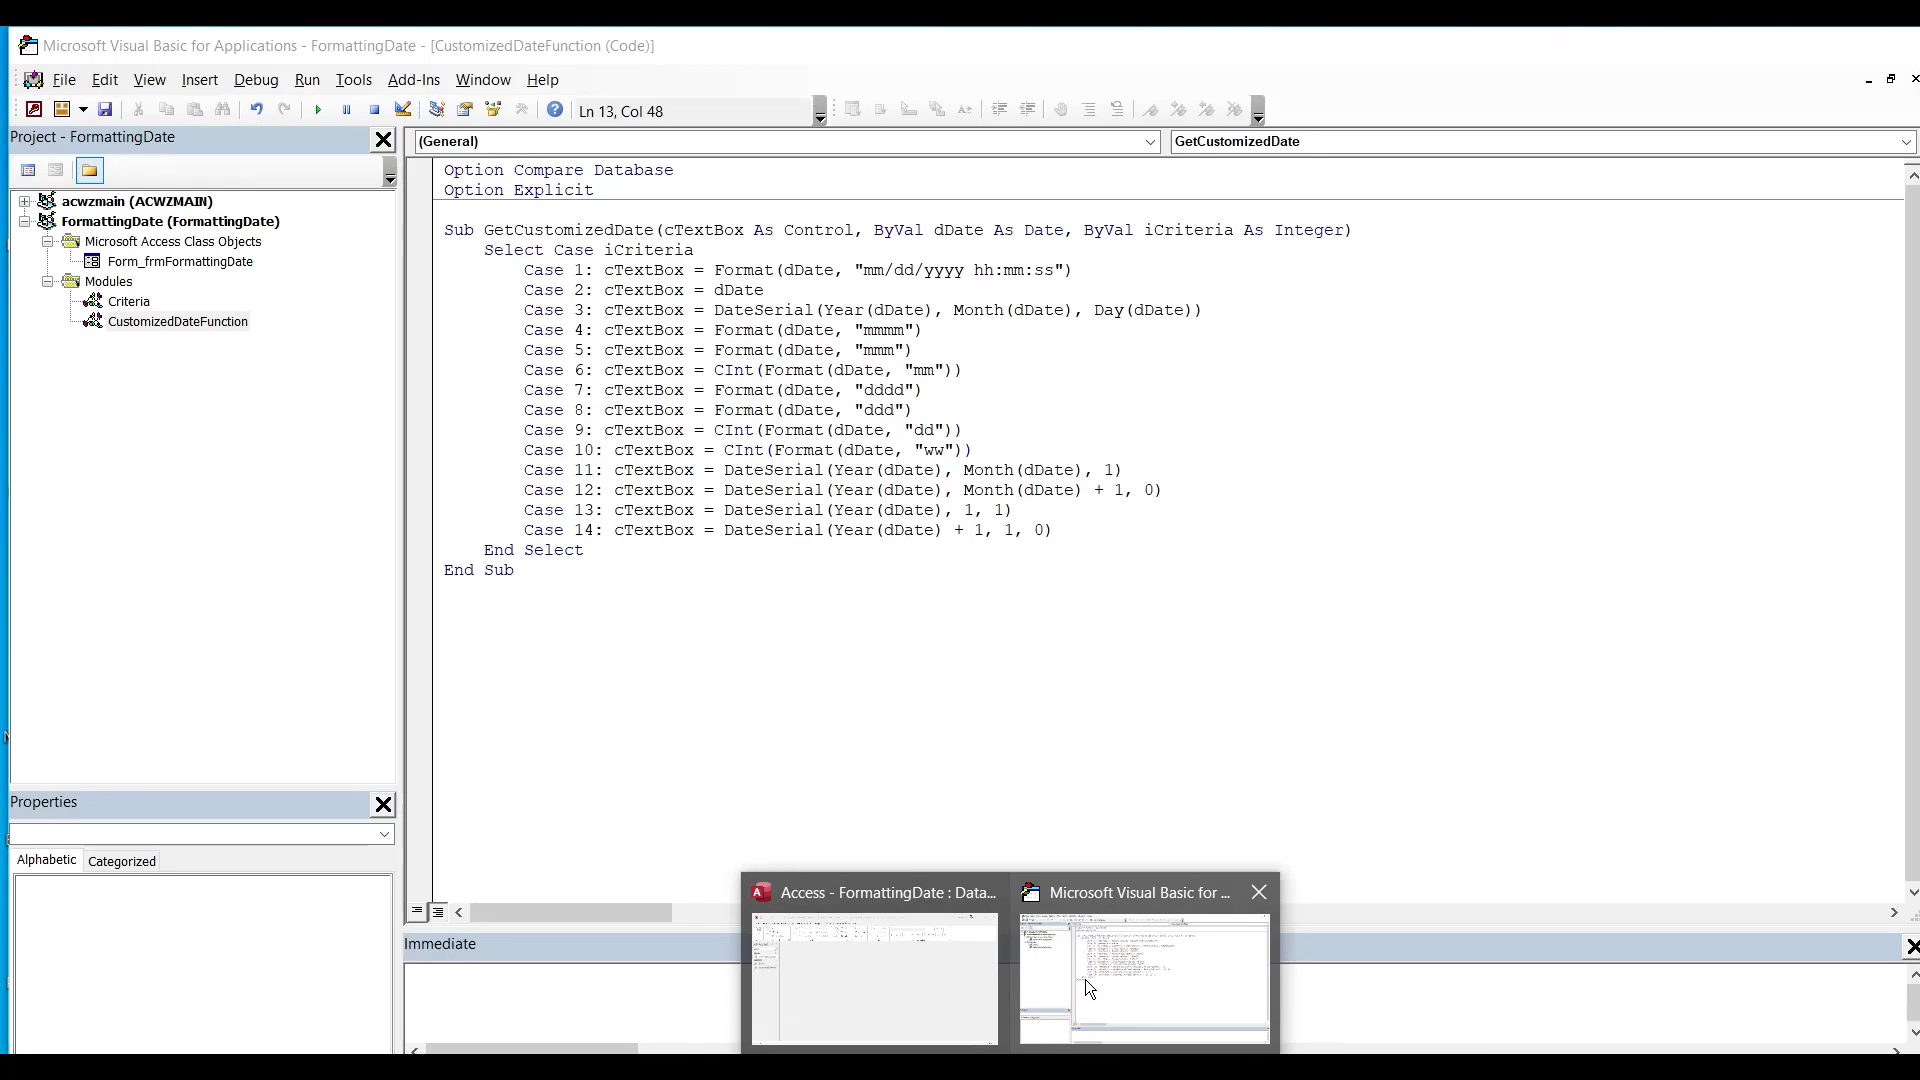 Microsoft Visual Basic for Applications - FormattingDate - [CustomizedDateFunction (Code)]
File Edit View Insert Debug Run Tools Add-Ins Window Help
Ln 13, Col 48
Project - FormattingDate
(General)
GetCustomizedDate
acwzmain (ACWZMAIN)
FormattingDate (FormattingDate)
Microsoft Access Class Objects
Form_frmFormattingDate
Modules
Criteria
CustomizedDateFunction
Option Compare Database
Option Explicit
Sub GetCustomizedDate(cTextBox As Control, ByVal dDate As Date, ByVal iCriteria As Integer)
Select Case iCriteria
Case 1: cTextBox = Format(dDate, "mm/dd/yyyy hh:mm:ss")
Case 2: cTextBox = dDate
Case 3: cTextBox = DateSerial(Year(dDate), Month(dDate), Day(dDate))
Case 4: cTextBox = Format(dDate, "mmmm")
Case 5: cTextBox = Format(dDate, "mmm")
Case 6: cTextBox = CInt(Format(dDate, "mm"))
Case 7: cTextBox = Format(dDate, "dddd")
Case 8: cTextBox = Format(dDate, "ddd")
Case 9: cTextBox = CInt(Format(dDate, "dd"))
Case 10: cTextBox = CInt(Format(dDate, "ww"))
Case 11: cTextBox = DateSerial(Year(dDate), Month(dDate), 1)
Case 12: cTextBox = DateSerial(Year(dDate), Month(dDate) + 1, 0)
Case 13: cTextBox = DateSerial(Year(dDate), 1, 1)
Case 14: cTextBox = DateSerial(Year(dDate) + 1, 1, 0)
End Select
End Sub
Properties
Alphabetic Categorized
Immediate
Access - FormattingDate : Data...
Microsoft Visual Basic for ...